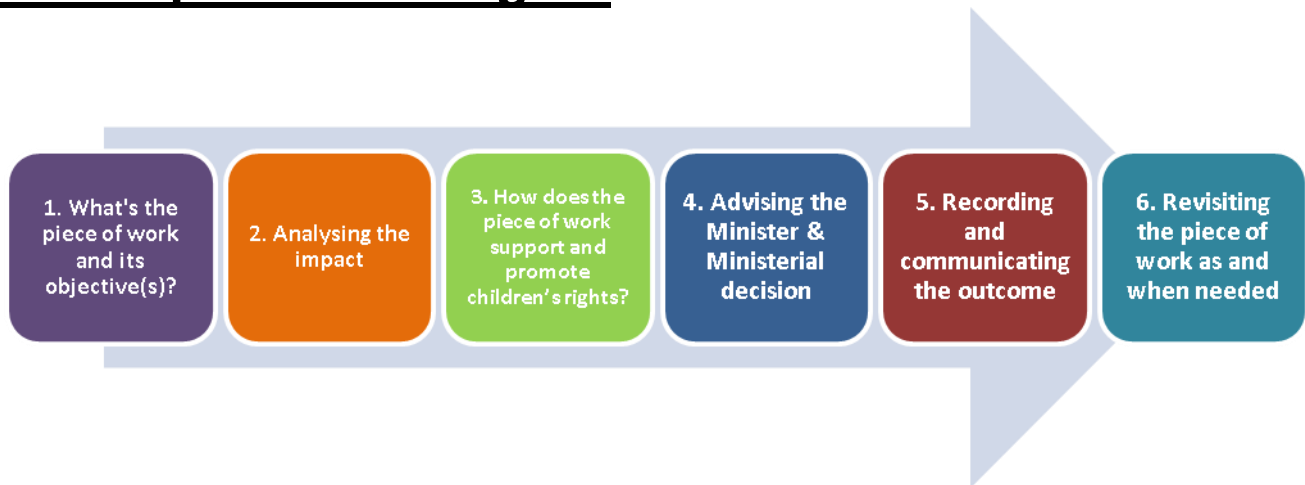 1. What's the
piece of work
and its
objective(s)?
2. Analysing the
impact
3. How does the
piece of work
support and
promote
children's rights?
4. Advising the
Minister &
Ministerial
decision
5. Recording
and
communicating
the outcome
6. Revisiting
the piece of
work as and
when needed